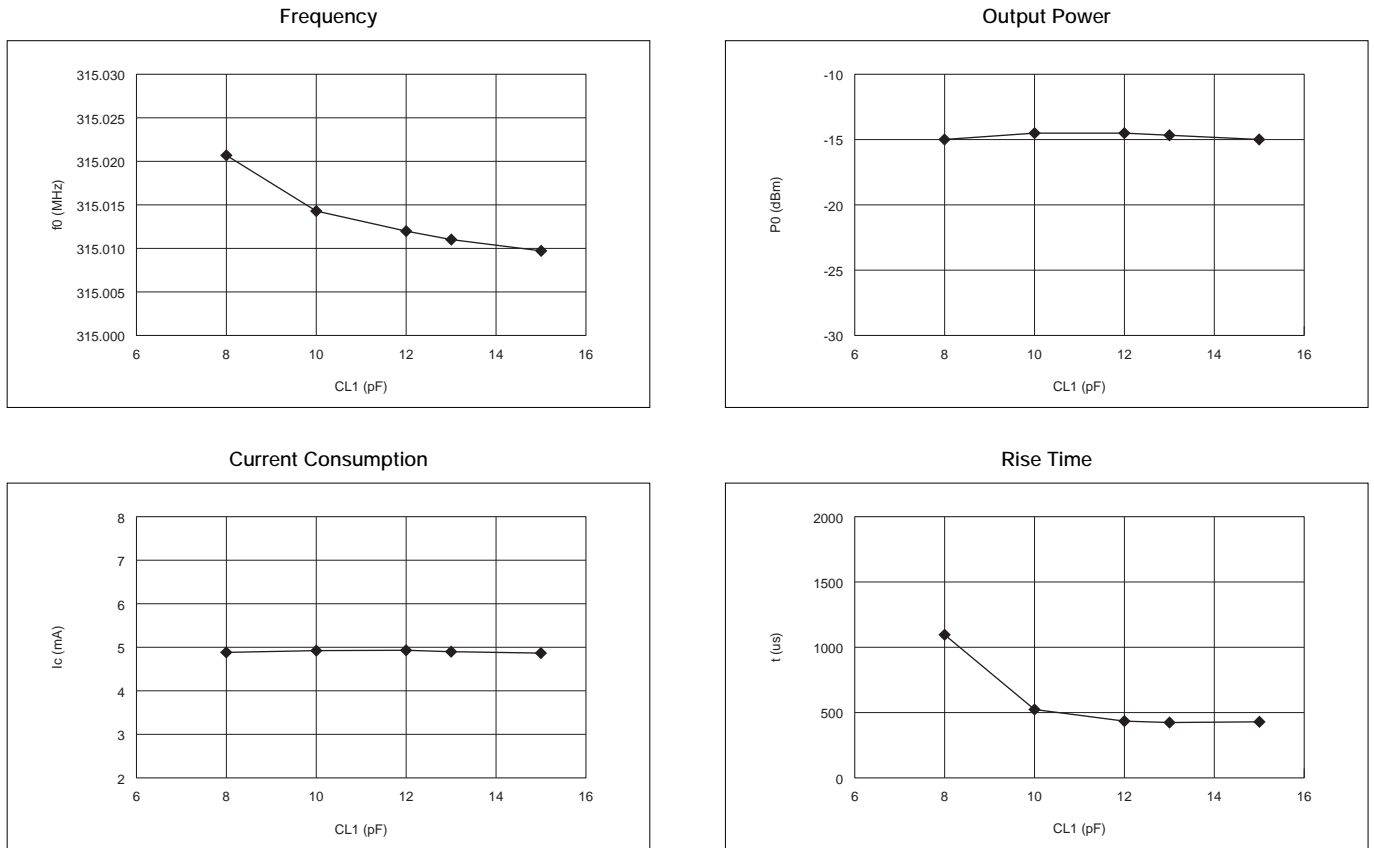 Frequency
315.030
315.025
315.020
315.015
315.010
315.005
315.000
f0 (MHz)
6 8 10 12 14 16
CL1 (pF)
Output Power
-10
-15
-20
-25
-30
P0 (dBm)
6 8 10 12 14 16
CL1 (pF)
Current Consumption
8
7
6
5
4
3
2
Ic (mA)
6 8 10 12 14 16
CL1 (pF)
Rise Time
2000
1500
1000
500
0
t (us)
6 8 10 12 14 16
CL1 (pF)